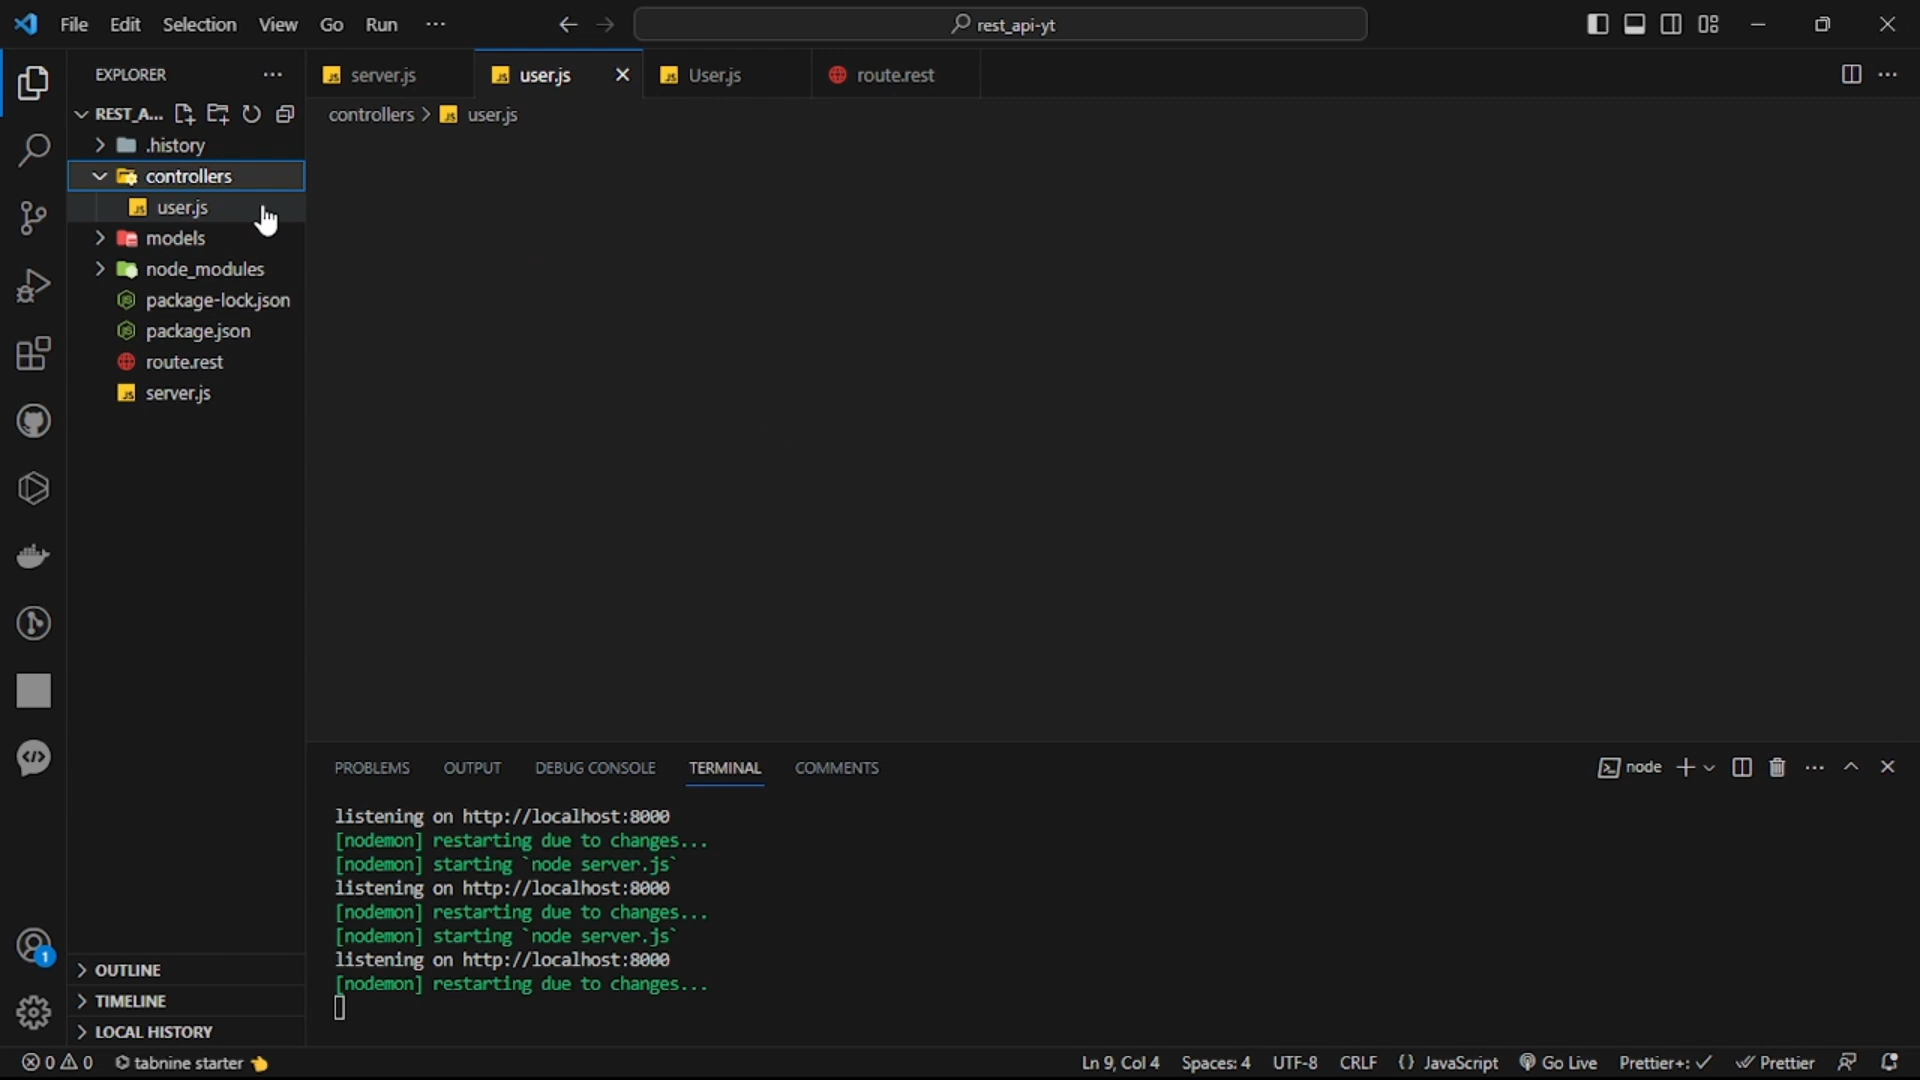 File Edit Selection View Go Run ···
rest_api-yt
EXPLORER ···
server.js
user.js
User.js
route.rest
REST_A...
controllers > user.js
.history
controllers
user.js
models
node_modules
package-lock.json
package.json
route.rest
server.js
PROBLEMS OUTPUT DEBUG CONSOLE TERMINAL COMMENTS
node
listening on http://localhost:8000
[nodemon] restarting due to changes...
[nodemon] starting `node server.js`
listening on http://localhost:8000
[nodemon] restarting due to changes...
[nodemon] starting `node server.js`
listening on http://localhost:8000
[nodemon] restarting due to changes...
1
OUTLINE
TIMELINE
LOCAL HISTORY
0 0 tabnine starter Ln 9, Col 4 Spaces: 4 UTF-8 CRLF {} JavaScript Go Live Prettier+: Prettier